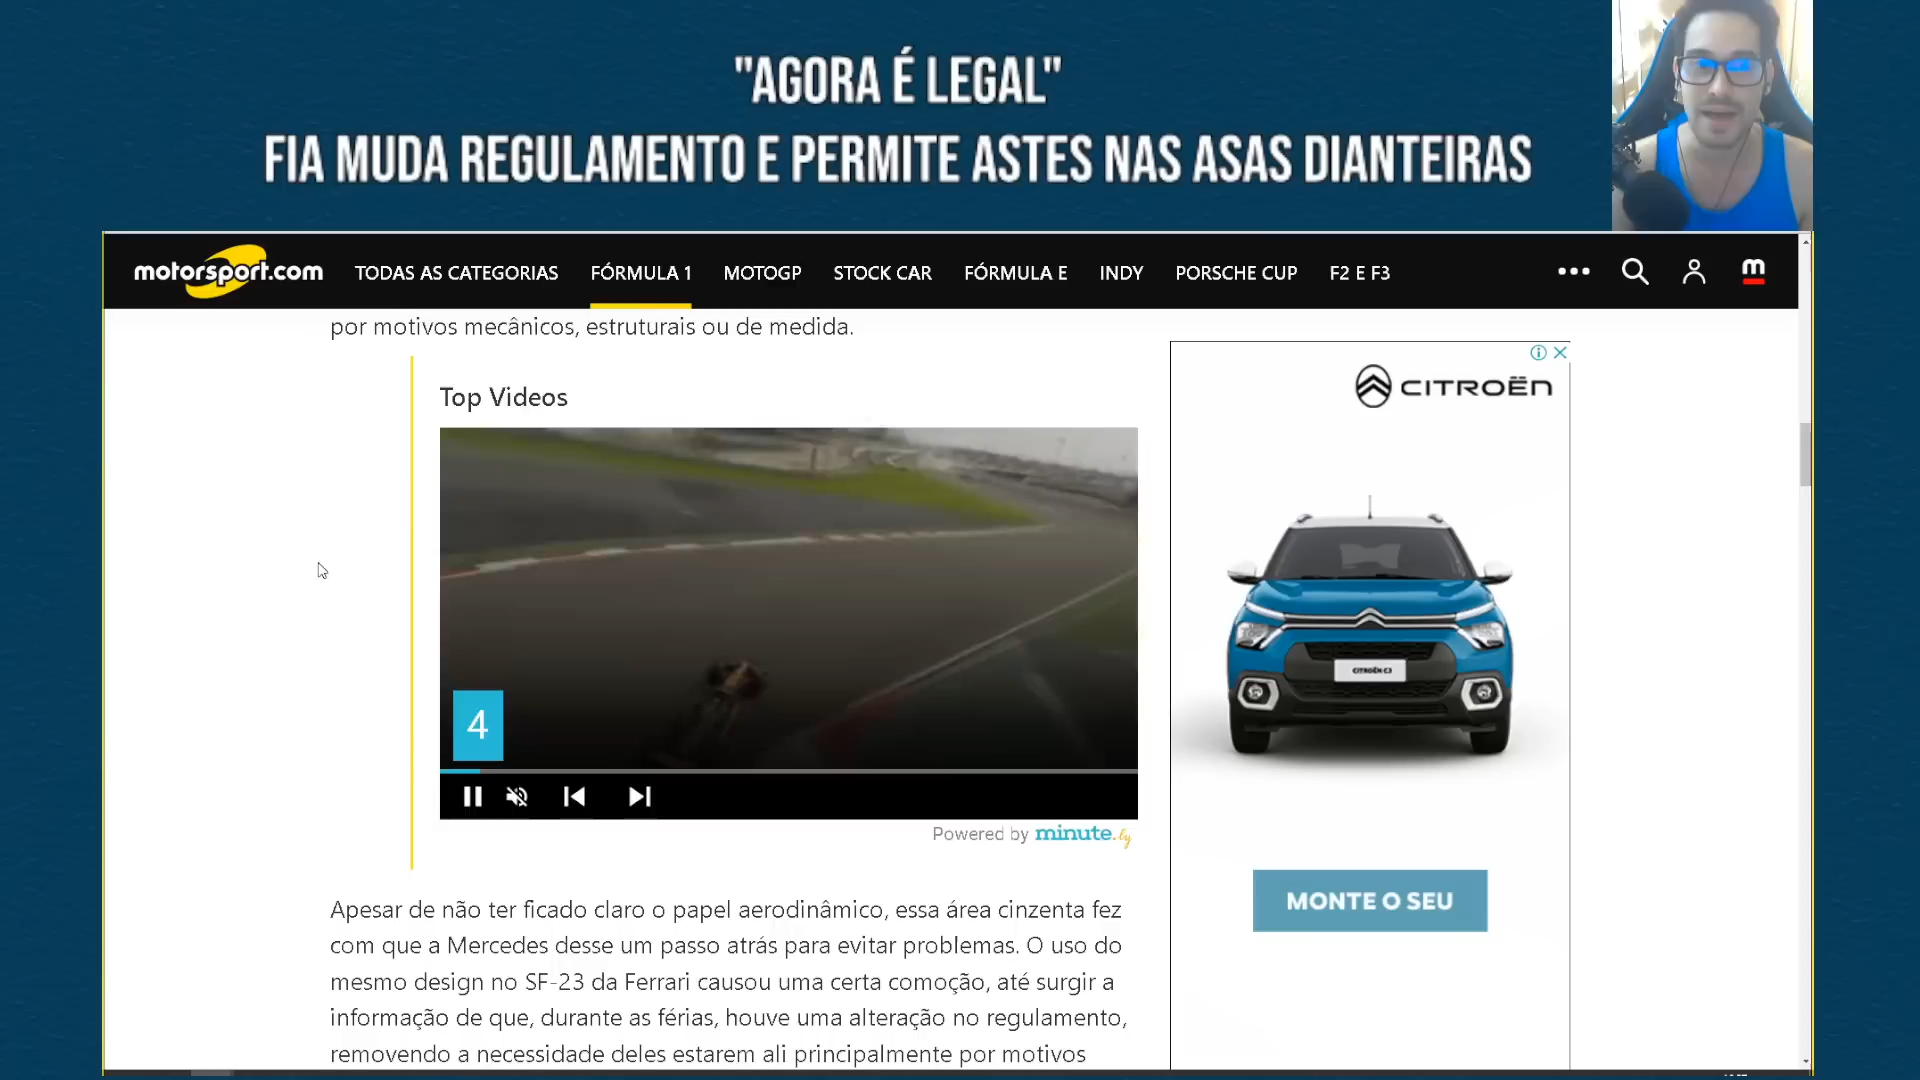 "AGORA É LEGAL"
FIA MUDA REGULAMENTO E PERMITE ASTES NAS ASAS DIANTEIRAS
motorsport.com TODAS AS CATEGORIAS FÓRMULA 1 MOTOGP STOCK CAR FÓRMULA E INDY PORSCHE CUP F2 E F3 m
por motivos mecânicos, estruturais ou de medida.
Top Videos
4
Powered by minute.ly
Apesar de não ter ficado claro o papel aerodinâmico, essa área cinzenta fez
com que a Mercedes desse um passo atrás para evitar problemas. O uso do
mesmo design no SF-23 da Ferrari causou uma certa comoção, até surgir a
informação de que, durante as férias, houve uma alteração no regulamento,
removendo a necessidade deles estarem ali principalmente por motivos
CITROËN
CITROËN C3
MONTE O SEU